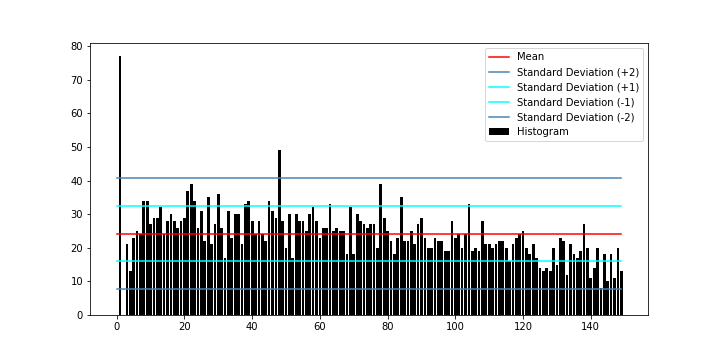 80
70
60
50
40
30
20
10
0
0 20 40 60 80 100 120 140
Mean
Standard Deviation (+2)
Standard Deviation (+1)
Standard Deviation (-1)
Standard Deviation (-2)
Histogram